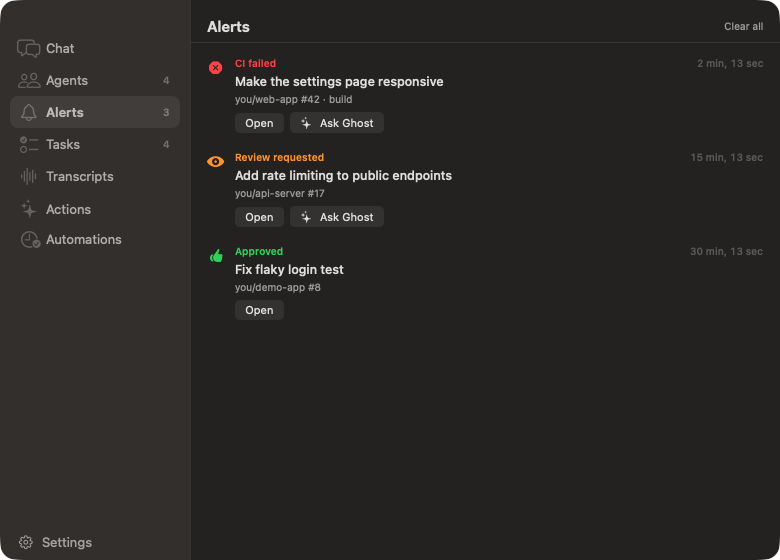 Chat
Agents 4
Alerts 3
Tasks 4
Transcripts
Actions
Automations
Settings
Alerts Clear all
CI failed 2 min, 13 sec
Make the settings page responsive
you/web-app #42 · build
Open Ask Ghost
Review requested 15 min, 13 sec
Add rate limiting to public endpoints
you/api-server #17
Open Ask Ghost
Approved 30 min, 13 sec
Fix flaky login test
you/demo-app #8
Open